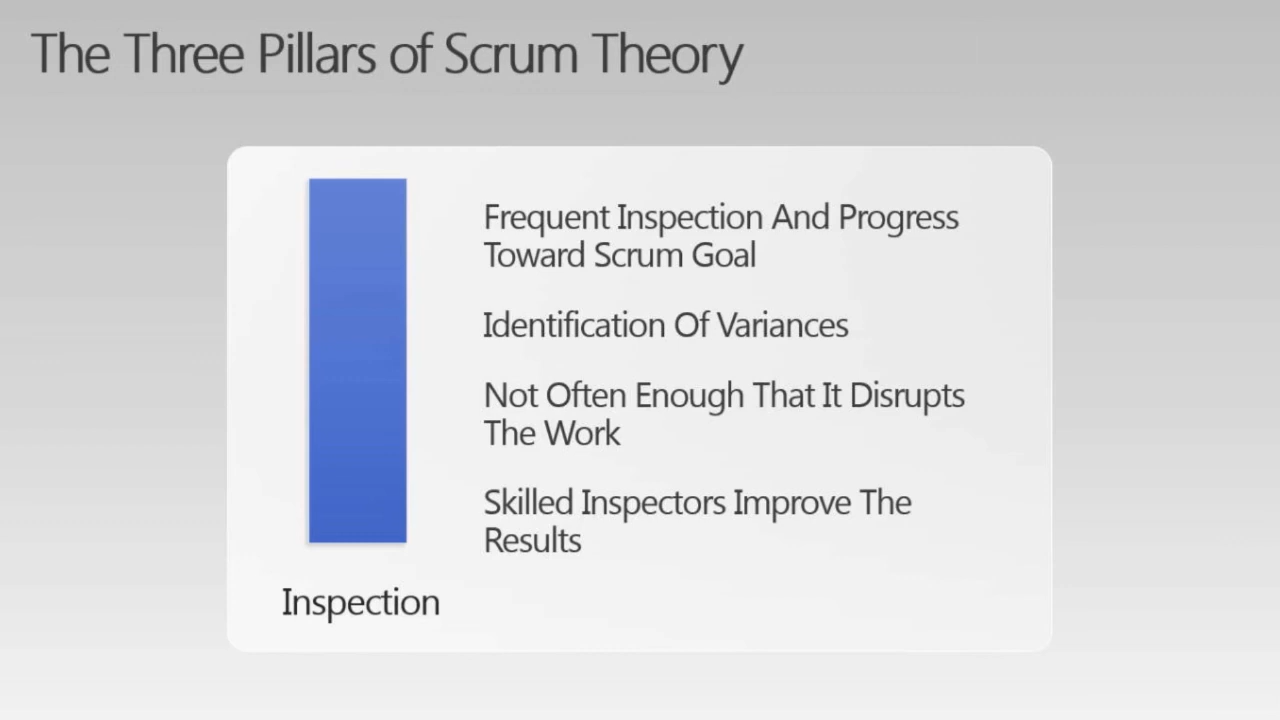 The Three Pillars of Scrum Theory
Frequent Inspection And Progress
Toward Scrum Goal
Identification Of Variances
Not Often Enough That It Disrupts
The Work
Skilled Inspectors Improve The
Results
Inspection